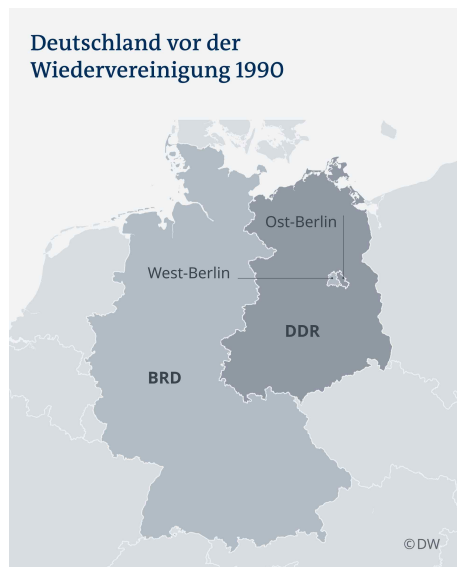 Deutschland vor der
Wiedervereinigung 1990
Ost-Berlin
West-Berlin
DDR
BRD
©DW